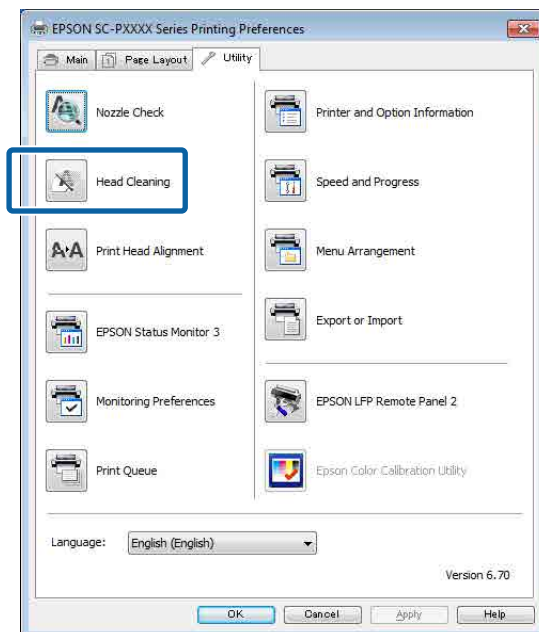 EPSON SC-PXXXX Series Printing Preferences
Main Page Layout Utility
Nozzle Check
Printer and Option Information
Head Cleaning
Speed and Progress
A A Print Head Alignment
Menu Arrangement
Export or Import
EPSON Status Monitor 3
Monitoring Preferences
EPSON LFP Remote Panel 2
Print Queue
Epson Color Calibration Utility
Language: English (English)
Version 6.70
OK Cancel Apply Help